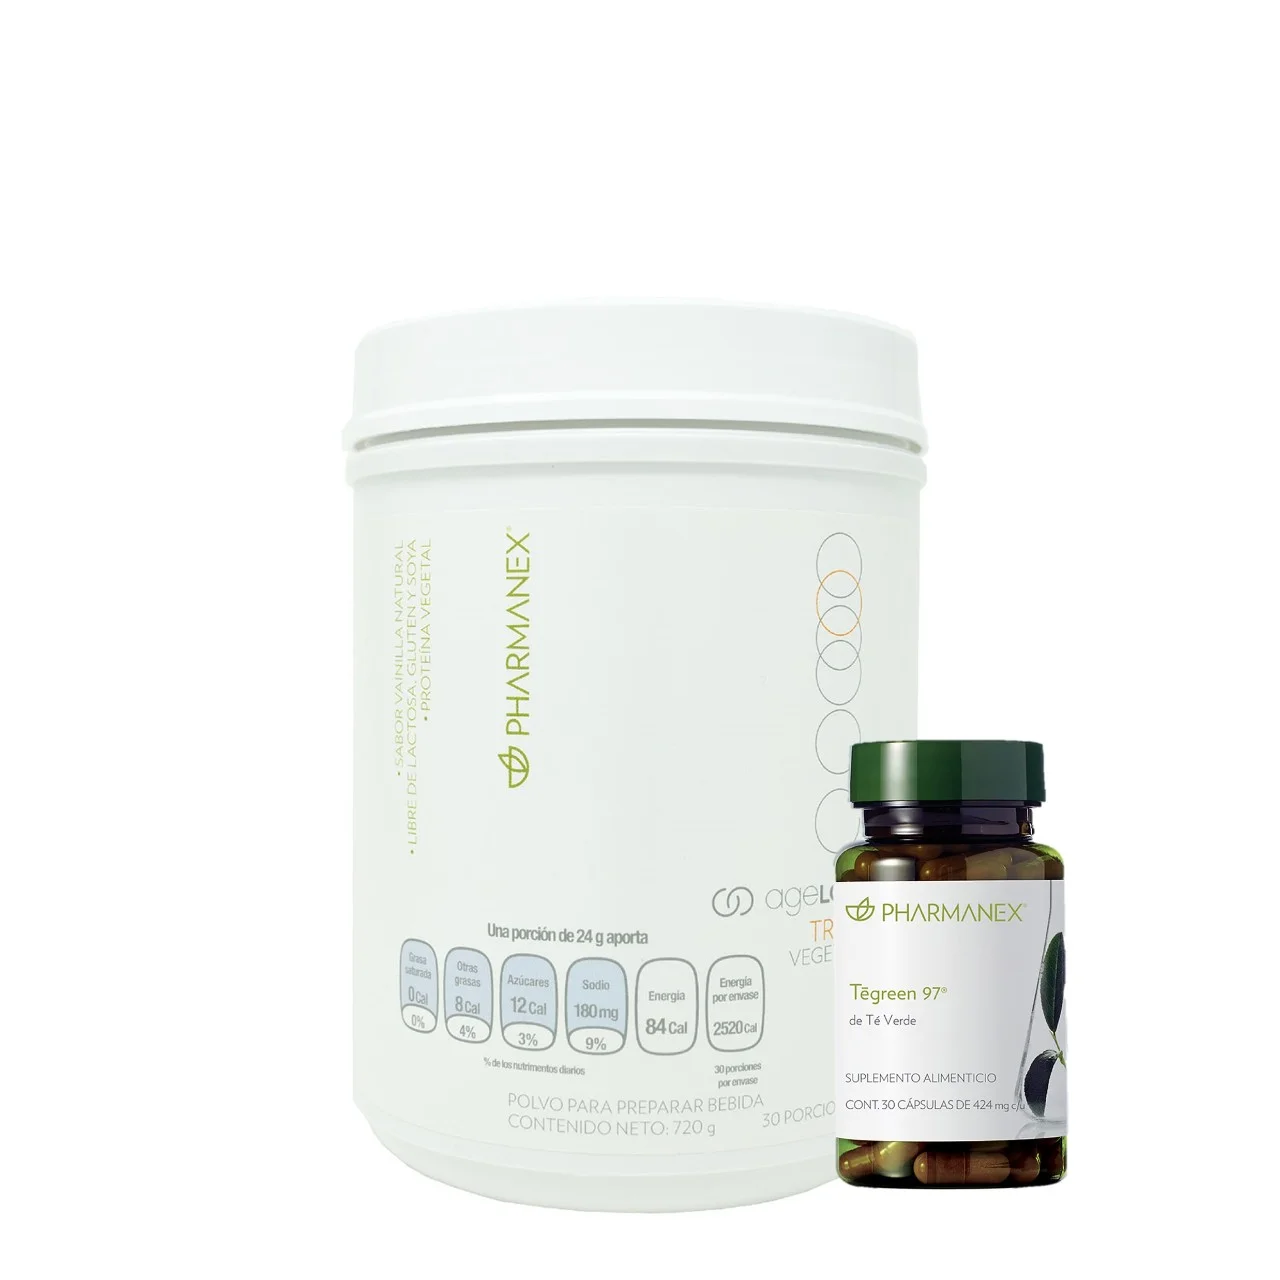 • SABOR VAINILLA NATURAL
• LIBRE DE LACTOSA, GLUTEN Y SOYA
• PROTEÍNA VEGETAL
PHARMANEX®
ageLO
TR
VEGE
Una porción de 24 g aporta
Grasa saturada
0 Cal
0%
Otras grasas
8 Cal
4%
Azúcares
12 Cal
3%
Sodio
180 mg
9%
Energía
84 Cal
Energía por envase
2520 Cal
% de los nutrimentos diarios
30 porciones
por envase
POLVO PARA PREPARAR BEBIDA
CONTENIDO NETO: 720 g
30 PORCIO
PHARMANEX®
Tēgreen 97®
de Té Verde
SUPLEMENTO ALIMENTICIO
CONT. 30 CÁPSULAS DE 424 mg c/u